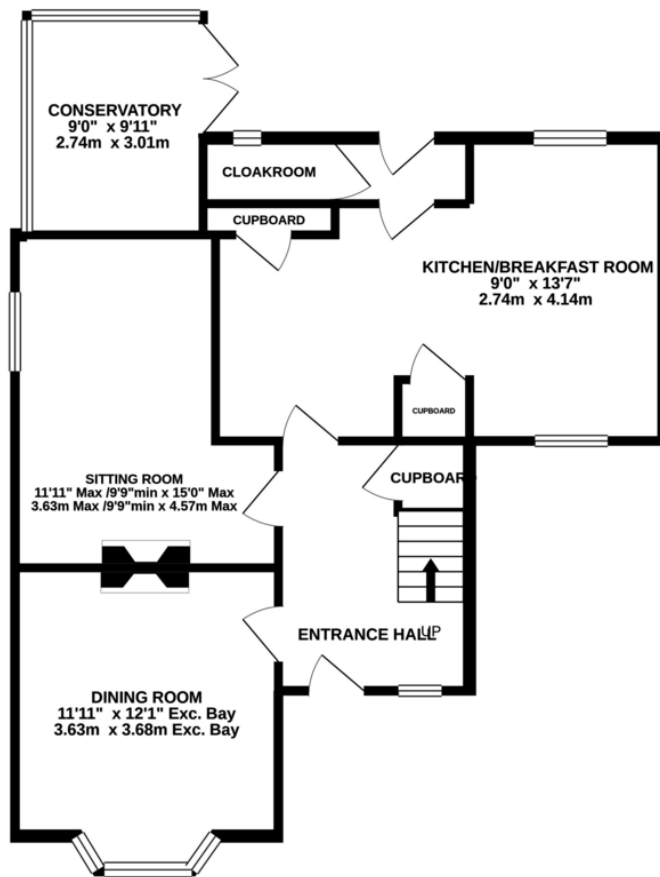 CONSERVATORY
9'0" x 9'11"
2.74m x 3.01m
CLOAKROOM
CUPBOARD
KITCHEN/BREAKFAST ROOM
9'0" x 13'7"
2.74m x 4.14m
CUPBOARD
SITTING ROOM
11'11" Max /9'9"min x 15'0" Max
3.63m Max /9'9"min x 4.57m Max
CUPBOARD
ENTRANCE HALL
UP
DINING ROOM
11'11" x 12'1" Exc. Bay
3.63m x 3.68m Exc. Bay